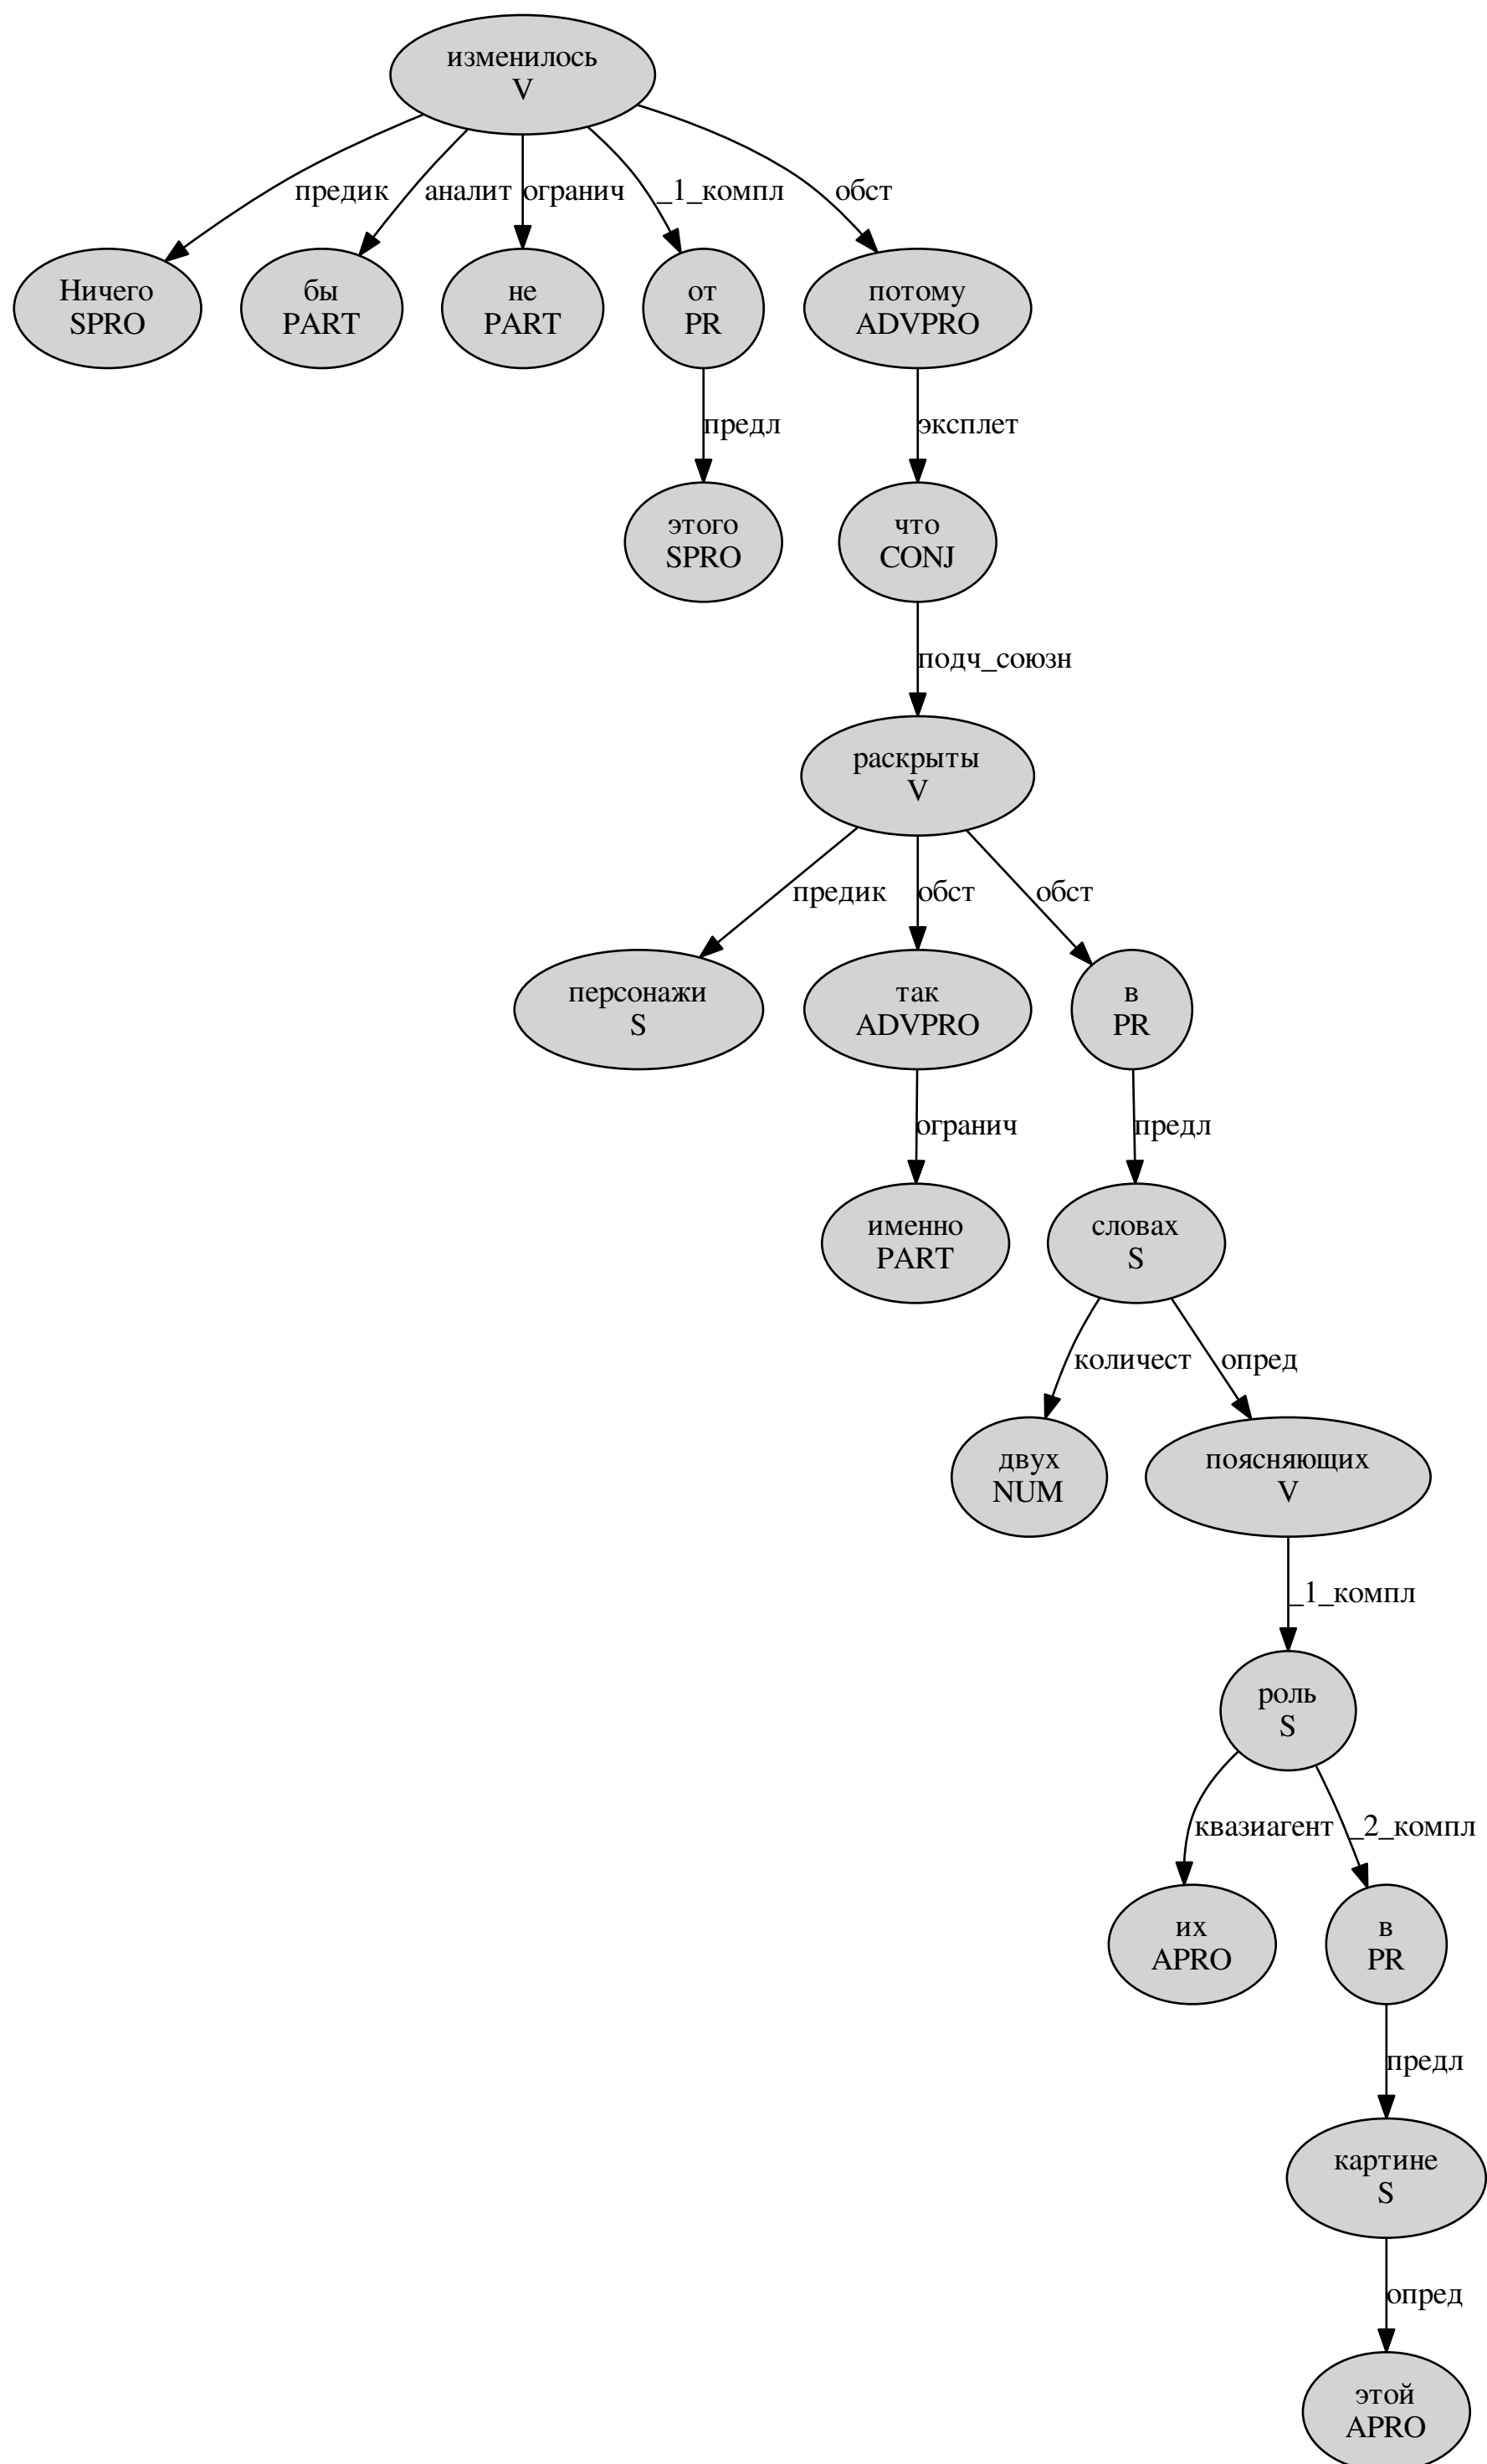 изменилось
V
предик
аналит
огранич
_1_компл
обст
Ничего
SPRO
бы
PART
не
PART
от
PR
потому
ADVPRO
предл
эксплет
этого
SPRO
что
CONJ
подч_союзн
раскрыты
V
предик
обст
обст
персонажи
S
так
ADVPRO
в
PR
огранич
предл
именно
PART
словах
S
количест
опред
двух
NUM
поясняющих
V
_1_компл
роль
S
квазиагент
_2_компл
их
APRO
в
PR
предл
картине
S
опред
этой
APRO